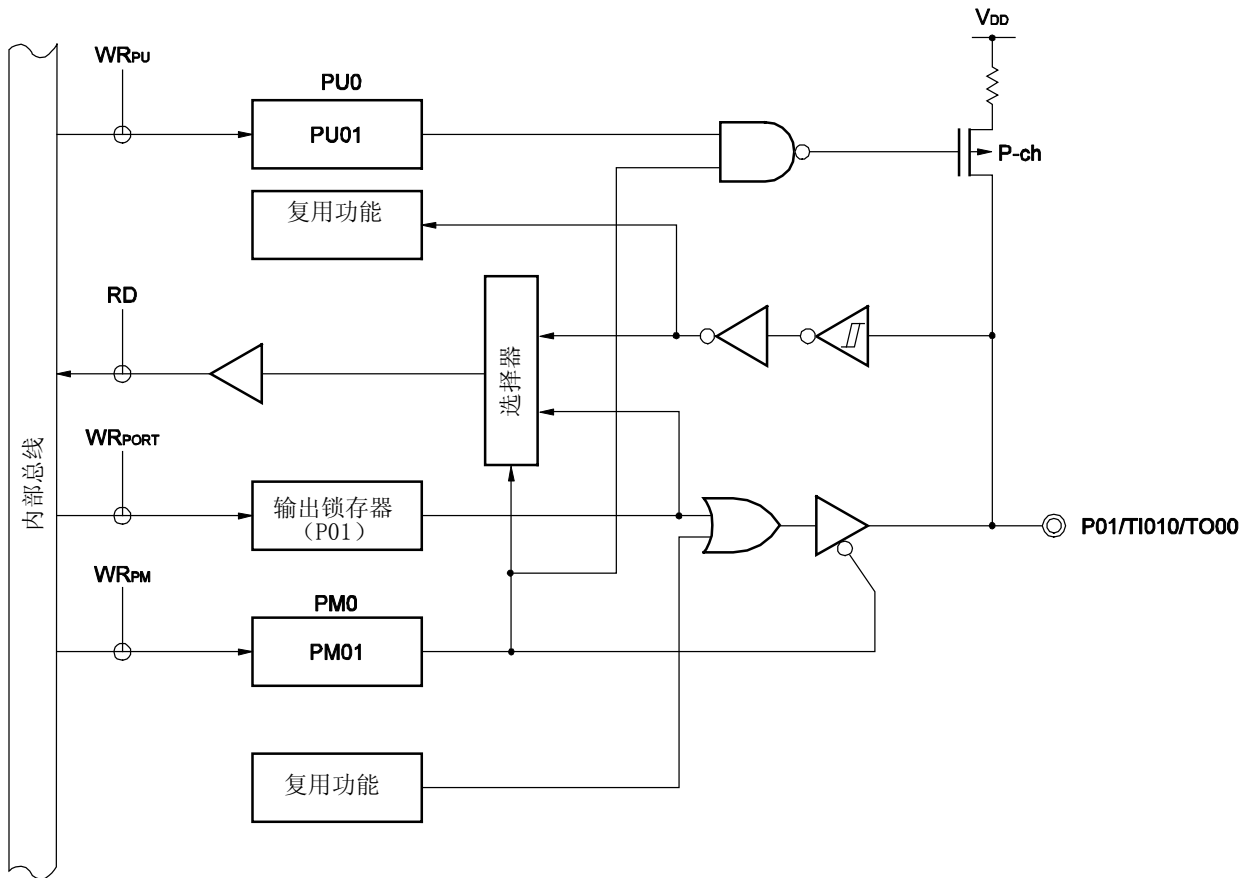 VDD
WRPU
PU0
PU01
P-ch
复用功能
RD
选择器
WRPORT
内部总线
输出锁存器
（P01）
P01/TI010/TO00
WRPM
PM0
PM01
复用功能